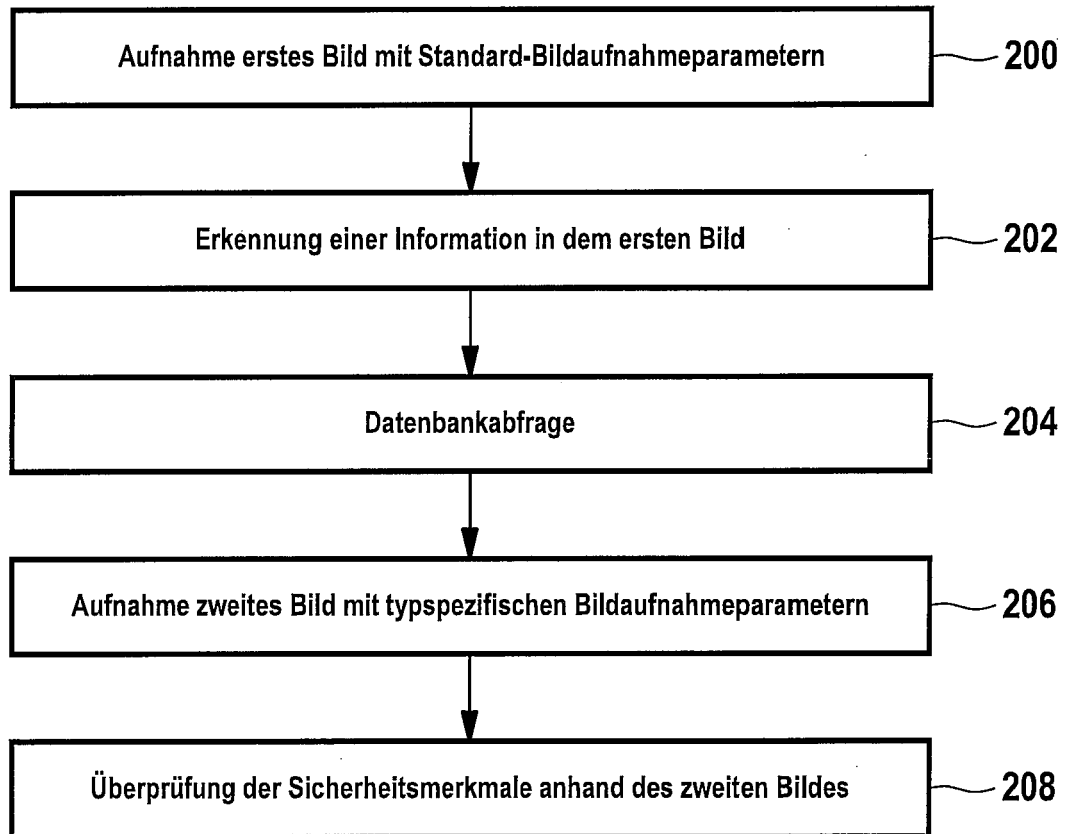 Aufnahme erstes Bild mit Standard-Bildaufnahmeparametern
200
Erkennung einer Information in dem ersten Bild
202
Datenbankabfrage
204
Aufnahme zweites Bild mit typspezifischen Bildaufnahmeparametern
206
Überprüfung der Sicherheitsmerkmale anhand des zweiten Bildes
208